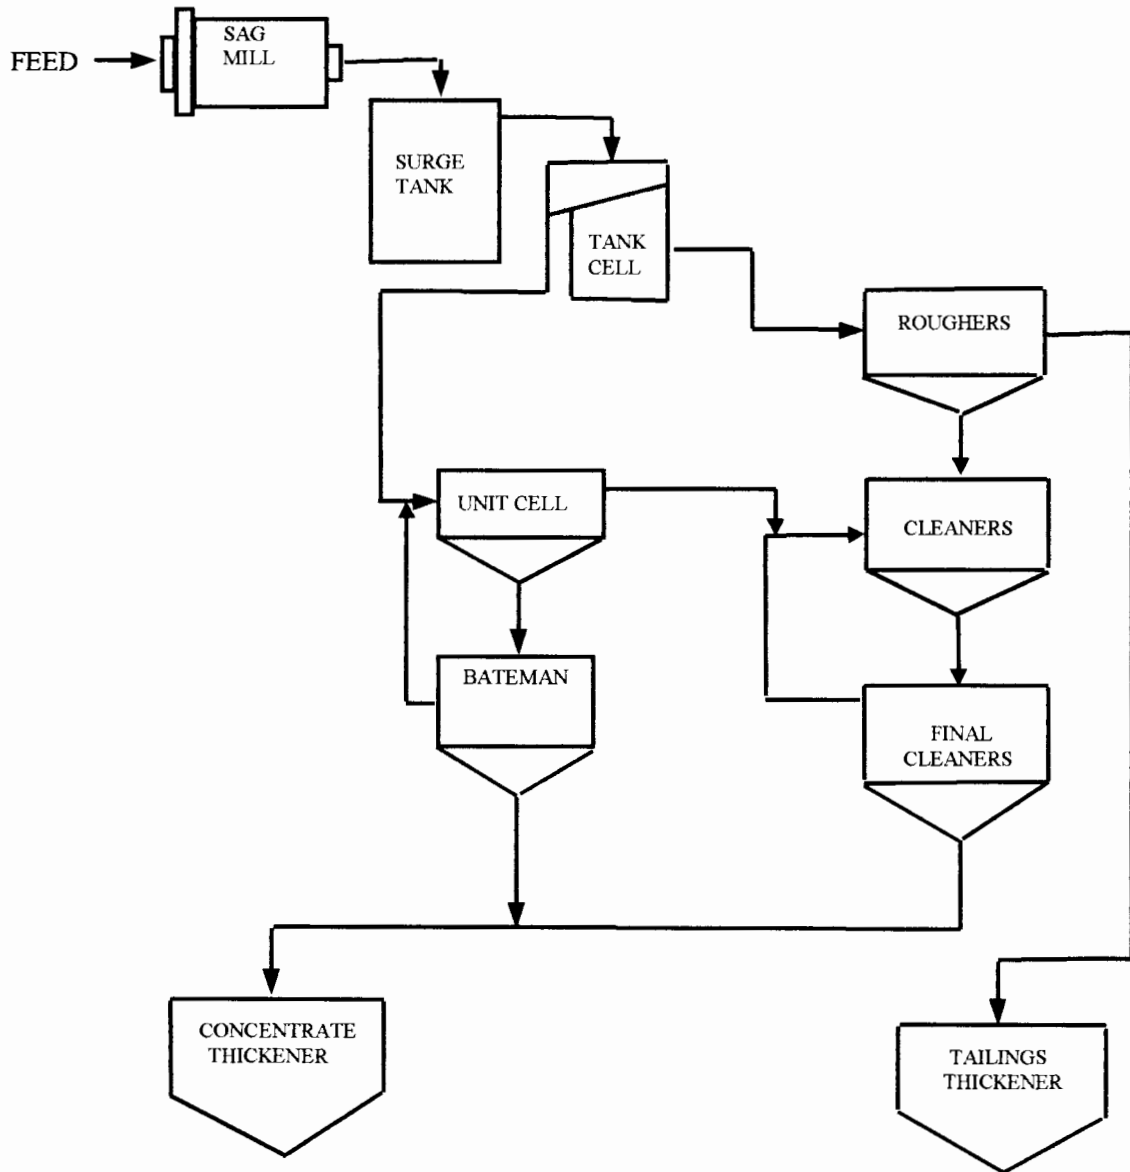 SAG
MILL
FEED
SURGE
TANK
TANK
CELL
ROUGHERS
UNIT CELL
CLEANERS
BATEMAN
FINAL
CLEANERS
CONCENTRATE
THICKENER
TAILINGS
THICKENER